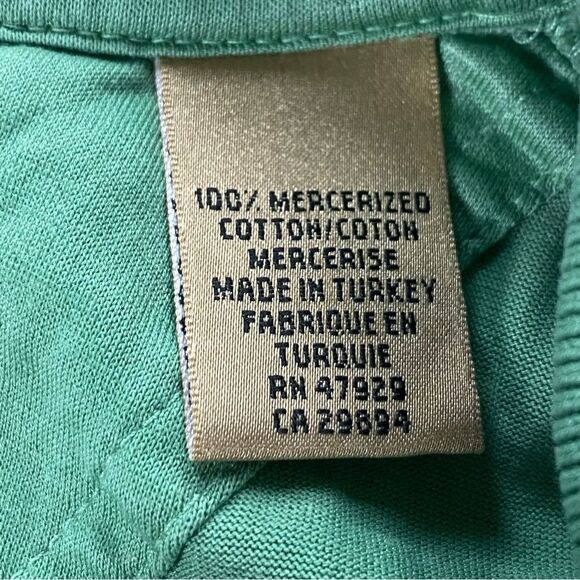 100% MERCERIZED
COTTON/COTON
MERCERISE
MADE IN TURKEY
FABRIQUE EN
TURQUIE
RN 47929
CA 29894